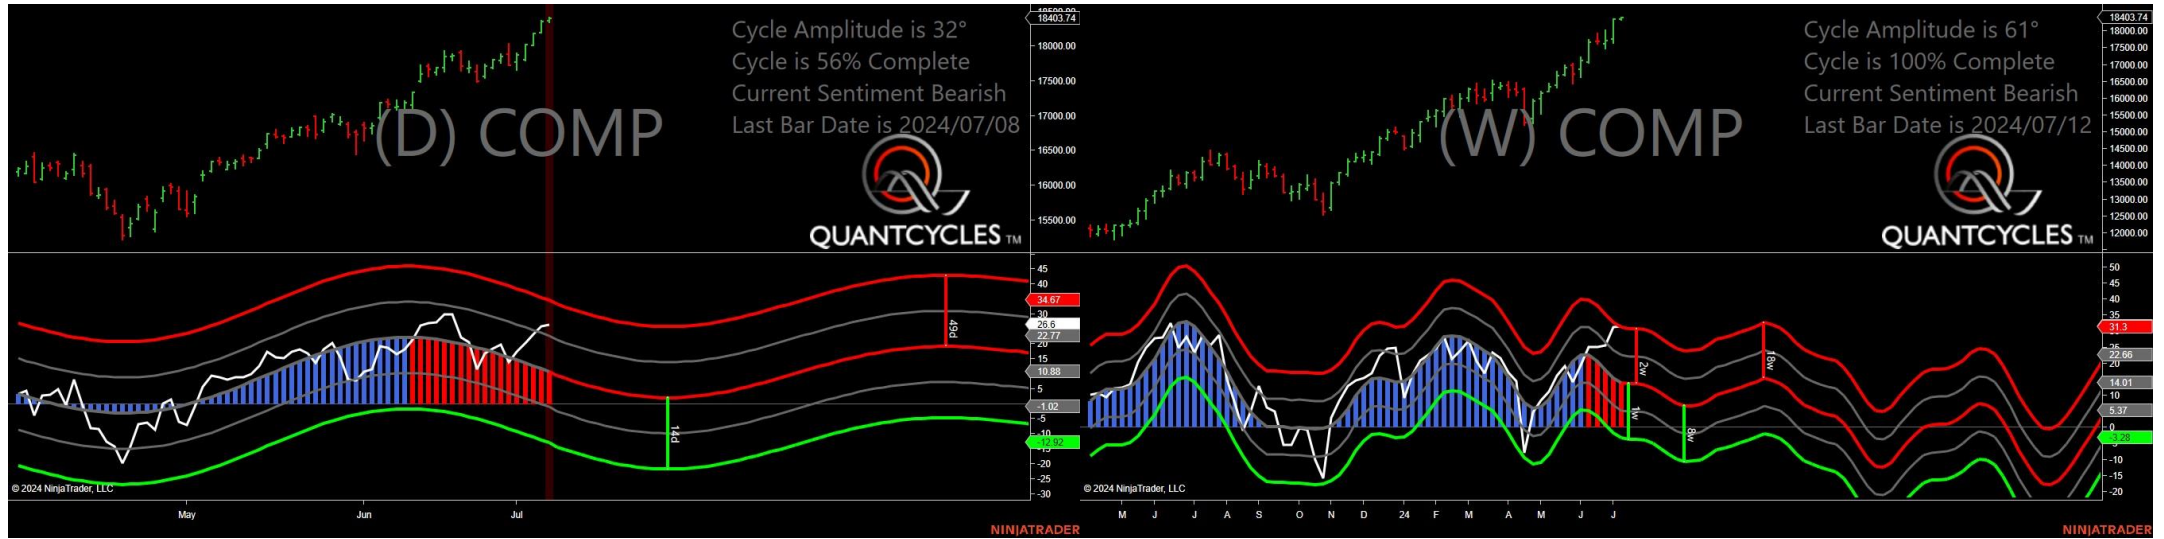 18500.00
18403.74
18000.00
17500.00
17000.00
16500.00
16000.00
15500.00
Cycle Amplitude is 32°
Cycle is 56% Complete
Current Sentiment Bearish
Last Bar Date is 2024/07/08
(D) COMP
QUANTCYCLES TM
45
40
34.67
30
26.6
22.77
20
15
10.88
5
-1.02
-5
-10
-12.92
-15
-20
-25
-30
49d
14d
© 2024 NinjaTrader, LLC
May Jun Jul
NINJATRADER
18403.74
18000.00
17500.00
17000.00
16500.00
16000.00
15500.00
15000.00
14500.00
14000.00
13500.00
13000.00
12500.00
12000.00
Cycle Amplitude is 61°
Cycle is 100% Complete
Current Sentiment Bearish
Last Bar Date is 2024/07/12
(W) COMP
QUANTCYCLES TM
50
45
40
35
31.3
25
22.66
20
14.01
10
5.37
0
-3.28
-10
-15
-20
2w
18w
1w
8w
© 2024 NinjaTrader, LLC
M J J A S O N D 24 F M A M J J
NINJATRADER